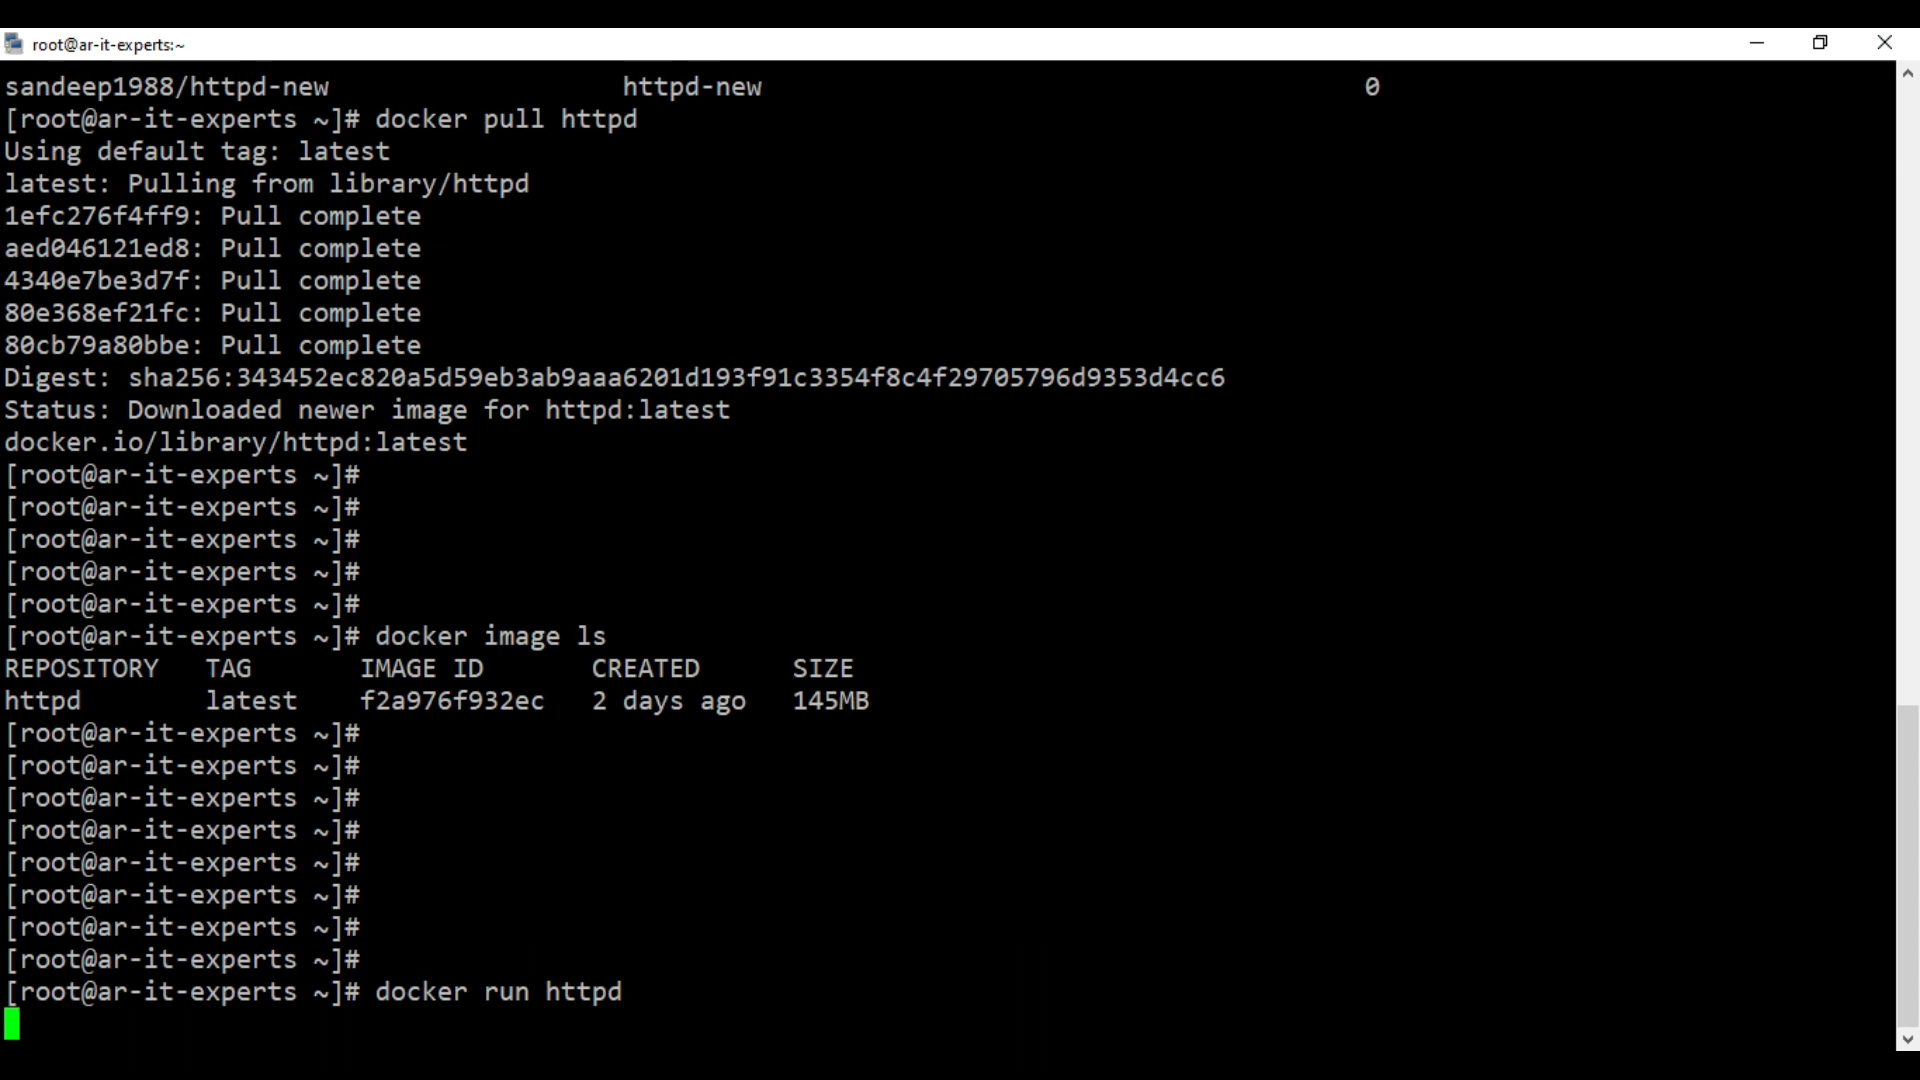 root@ar-it-experts:~
sandeep1988/httpd-new                   httpd-new                                       0
[root@ar-it-experts ~]# docker pull httpd
Using default tag: latest
latest: Pulling from library/httpd
1efc276f4ff9: Pull complete
aed046121ed8: Pull complete
4340e7be3d7f: Pull complete
80e368ef21fc: Pull complete
80cb79a80bbe: Pull complete
Digest: sha256:343452ec820a5d59eb3ab9aaa6201d193f91c3354f8c4f29705796d9353d4cc6
Status: Downloaded newer image for httpd:latest
docker.io/library/httpd:latest
[root@ar-it-experts ~]#
[root@ar-it-experts ~]#
[root@ar-it-experts ~]#
[root@ar-it-experts ~]#
[root@ar-it-experts ~]#
[root@ar-it-experts ~]# docker image ls
REPOSITORY   TAG       IMAGE ID       CREATED      SIZE
httpd        latest    f2a976f932ec   2 days ago   145MB
[root@ar-it-experts ~]#
[root@ar-it-experts ~]#
[root@ar-it-experts ~]#
[root@ar-it-experts ~]#
[root@ar-it-experts ~]#
[root@ar-it-experts ~]#
[root@ar-it-experts ~]#
[root@ar-it-experts ~]#
[root@ar-it-experts ~]# docker run httpd